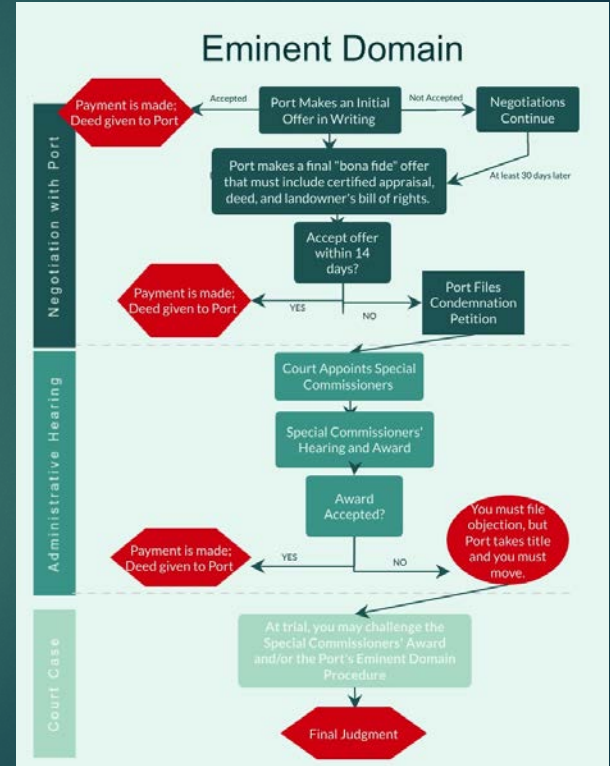 Eminent Domain
Payment is made;
Deed given to Port
Accepted
Port Makes an Initial
Offer in Writing
Not Accepted
Negotiations
Continue
Port makes a final "bona fide" offer
that must include certified appraisal,
deed, and landowner's bill of rights.
At least 30 days later
Accept offer
within 14
days?
Payment is made;
Deed given to Port
YES
NO
Port Files
Condemnation
Petition
Negotiation with Port
Court Appoints Special
Commissioners
Special Commissioners'
Hearing and Award
Award
Accepted?
Payment is made;
Deed given to Port
YES
NO
You must file
objection, but
Port takes title
and you must
move.
Administrative Hearing
At trial, you may challenge the
Special Commissioners' Award
and/or the Port's Eminent Domain
Procedure
Court Case
Final Judgment